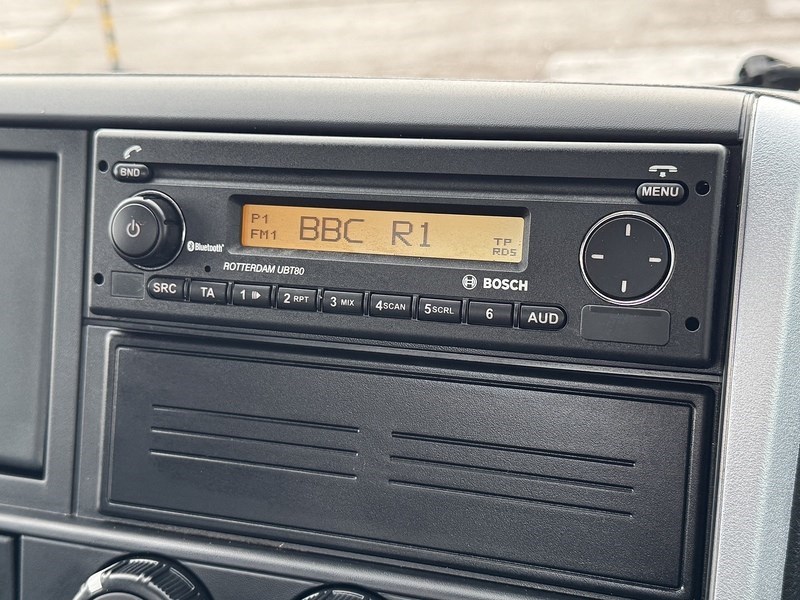 BND
MENU
P1
FM1
BBC R1
TP
RDS
Bluetooth
ROTTERDAM UBT80
BOSCH
SRC
TA
1
2 RPT
3 MIX
4 SCAN
5 SCRL
6
AUD